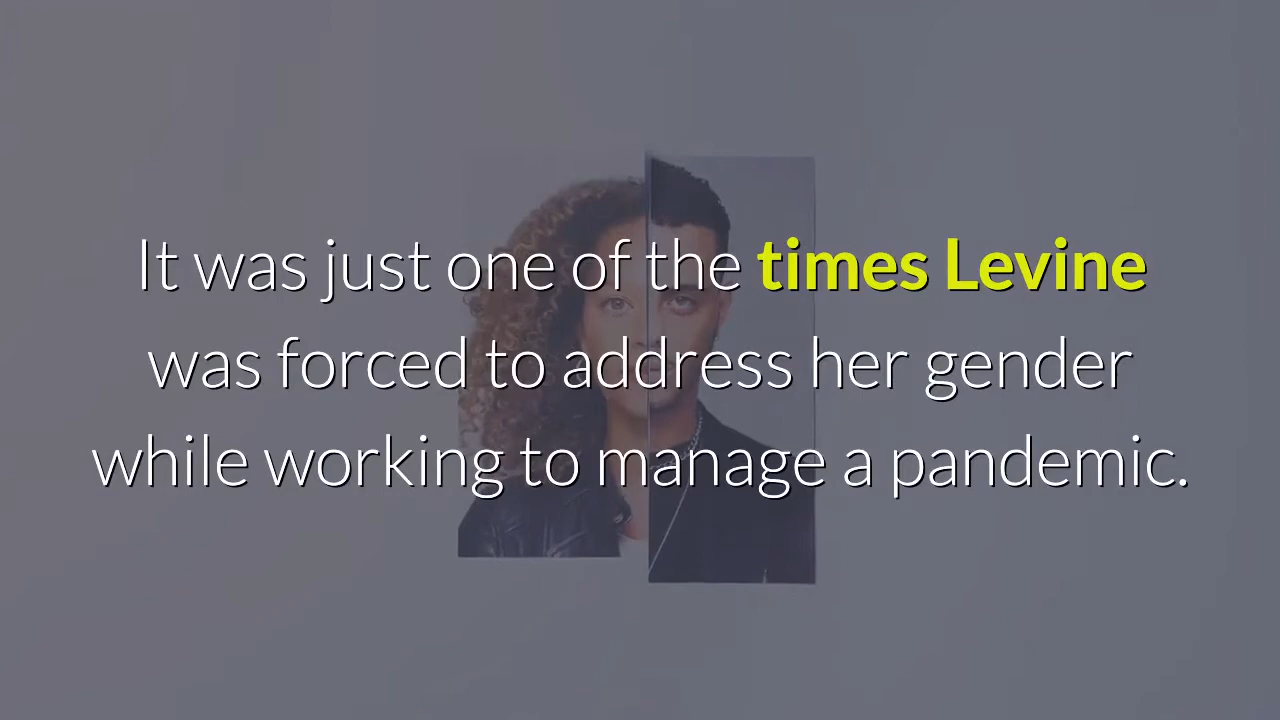 It was just one of the times Levine
was forced to address her gender
while working to manage a pandemic.